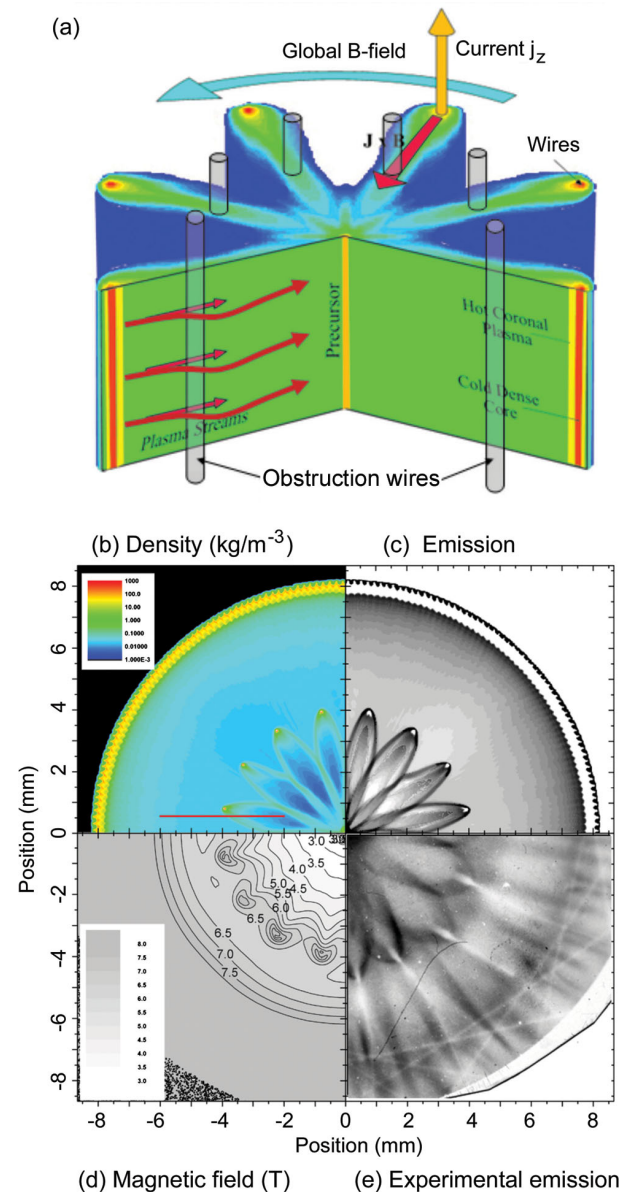 (a)
Global B-field
Current jz
J x B
Wires
Precursor
Hot Coronal
Plasma
Cold Dense
Core
Plasma Streams
Obstruction wires
(b) Density (kg/m-3)
(c) Emission
1000
100.0
10.00
1.000
0.1000
0.01000
1.000E-3
8
6
4
2
0
0
-2
-4
-6
-8
Position (mm)
3.0
3.5
4.0
4.5
5.0
5.5
6.0
6.5
6.5
7.0
7.5
8.0
7.5
7.0
6.5
6.0
5.5
5.0
4.5
4.0
3.5
3.0
-8 -6 -4 -2 0 2 4 6 8
Position (mm)
(d) Magnetic field (T)
(e) Experimental emission